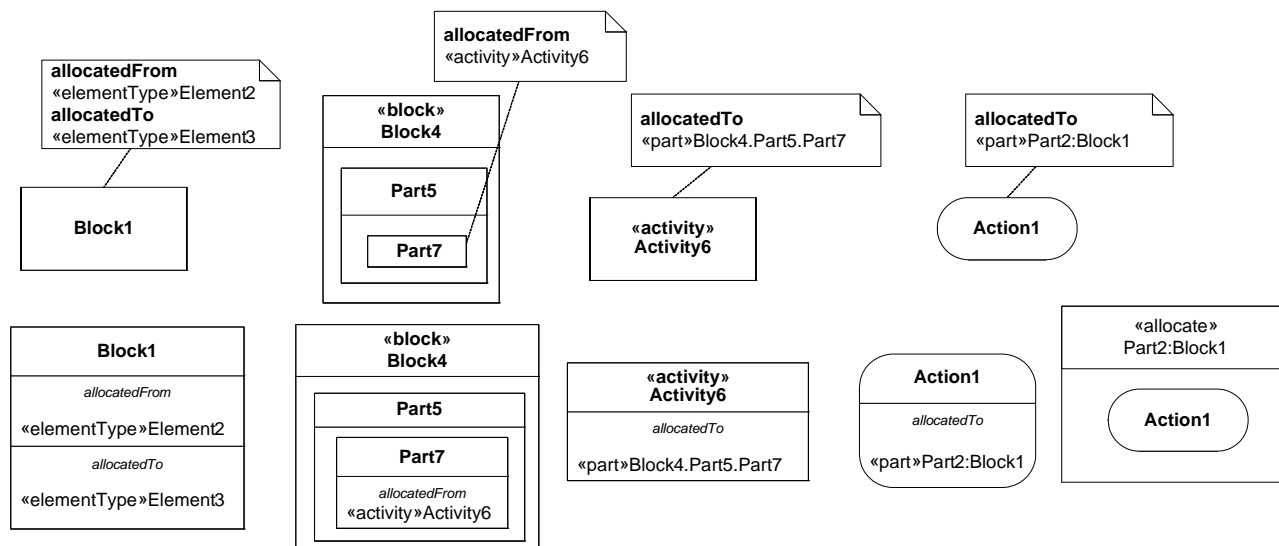 allocatedFrom
«activity»Activity6
allocatedFrom
«elementType»Element2
allocatedTo
«elementType»Element3
Block1
«block»
Block4
Part5
Part7
allocatedTo
«part»Block4.Part5.Part7
«activity»
Activity6
allocatedTo
«part»Part2:Block1
Action1
Block1
allocatedFrom
«elementType»Element2
allocatedTo
«elementType»Element3
«block»
Block4
Part5
Part7
allocatedFrom
«activity»Activity6
«activity»
Activity6
allocatedTo
«part»Block4.Part5.Part7
Action1
allocatedTo
«part»Part2:Block1
«allocate»
Part2:Block1
Action1